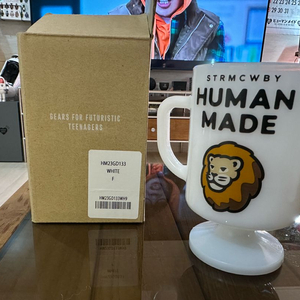 GEARS FOR FUTURISTIC
TEENAGERS
HM23GD133
WHITE
F
STRMCWBY
HUMAN
MADE